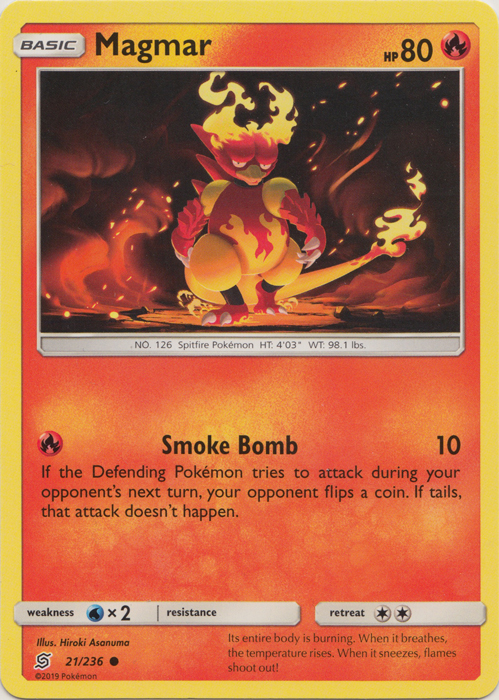 BASIC Magmar HP 80
NO. 126 Spitfire Pokémon HT: 4'03" WT: 98.1 lbs.
Smoke Bomb 10
If the Defending Pokémon tries to attack during your
opponent's next turn, your opponent flips a coin. If tails,
that attack doesn't happen.
weakness ×2 resistance retreat
Illus. Hiroki Asanuma
21/236
©2019 Pokémon
Its entire body is burning. When it breathes,
the temperature rises. When it sneezes, flames
shoot out!